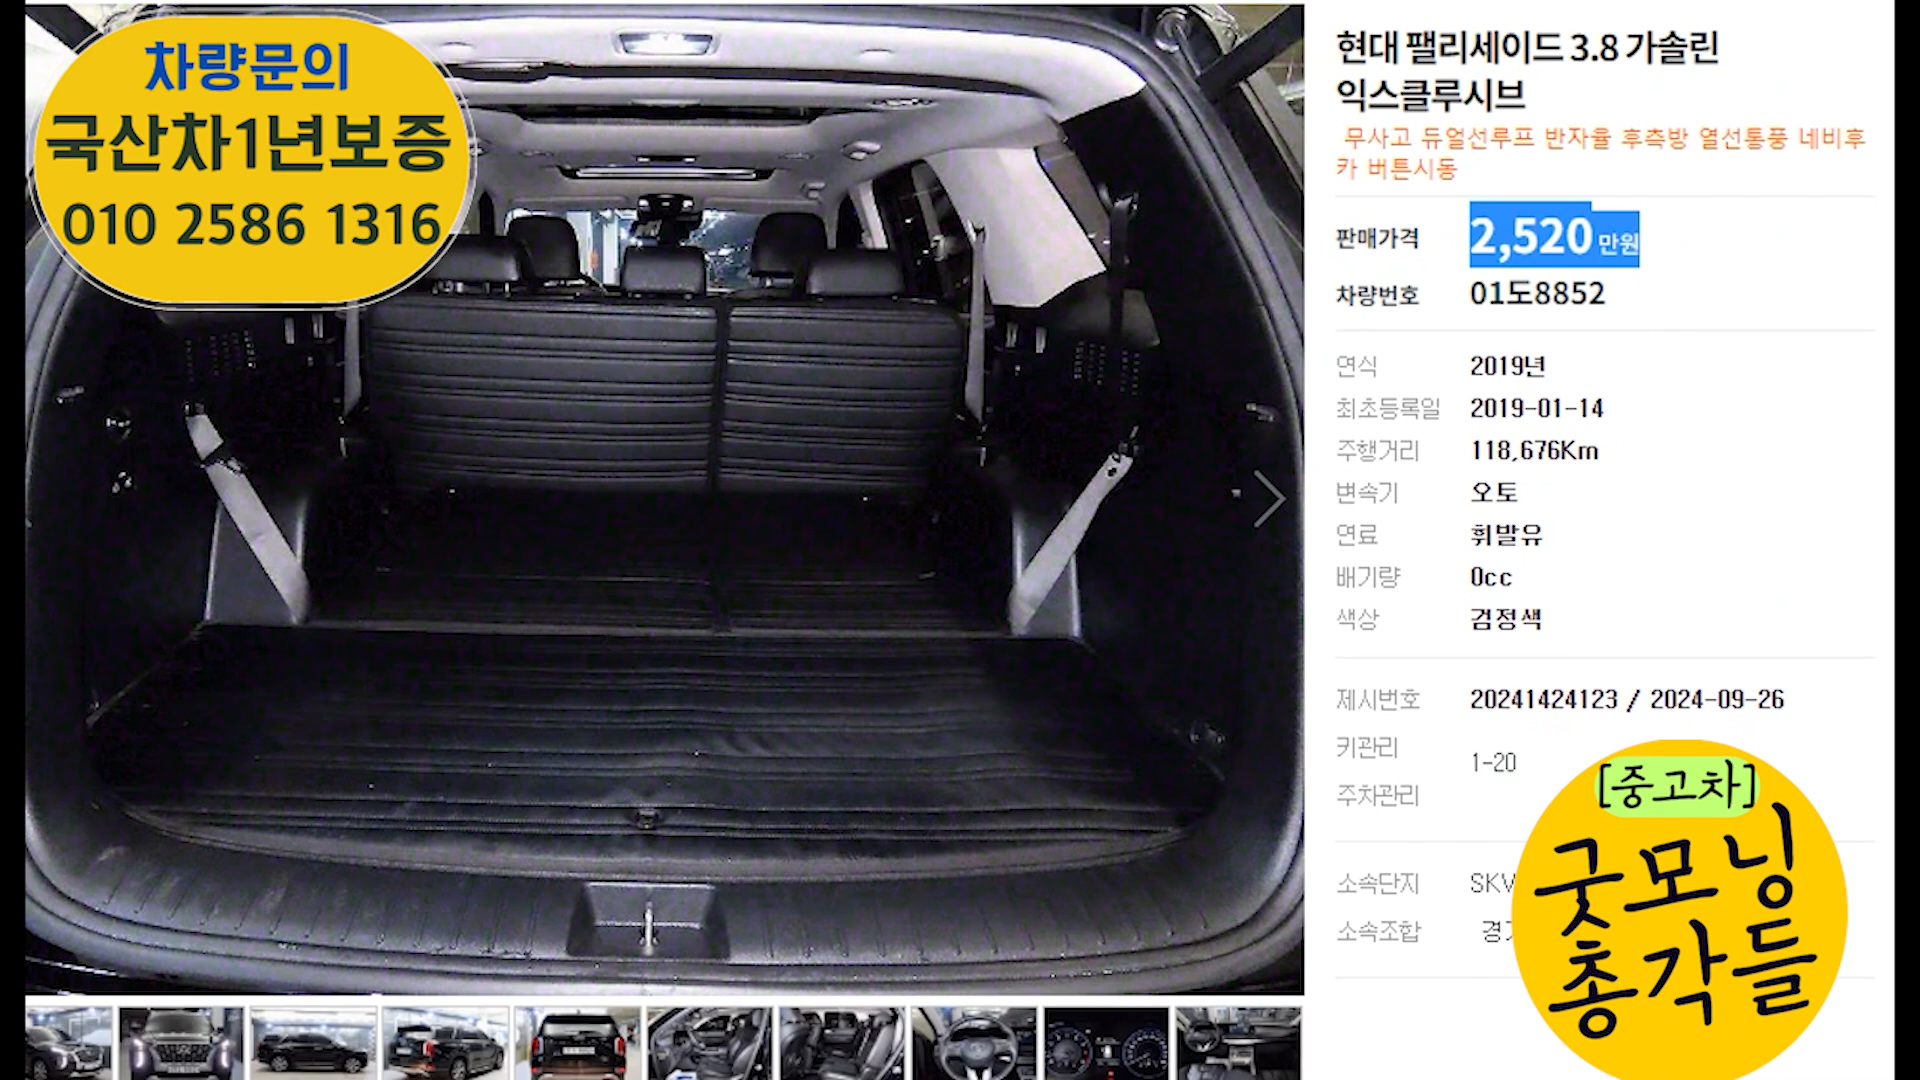 차량문의
국산차1년보증
010 2586 1316
현대 팰리세이드 3.8 가솔린
익스클루시브
무사고 듀얼선루프 반자율 후측방 열선통풍 네비후
카 버튼시동
판매가격 2,520 만원
차량번호 01도8852
연식 2019년
최초등록일 2019-01-14
주행거리 118,676Km
변속기 오토
연료 휘발유
배기량 0cc
색상 검정색
제시번호 20241424123 / 2024-09-26
키관리
1-20
주차관리
소속단지 SKV
소속조합 경기
[중고차]
굿모닝
총각들